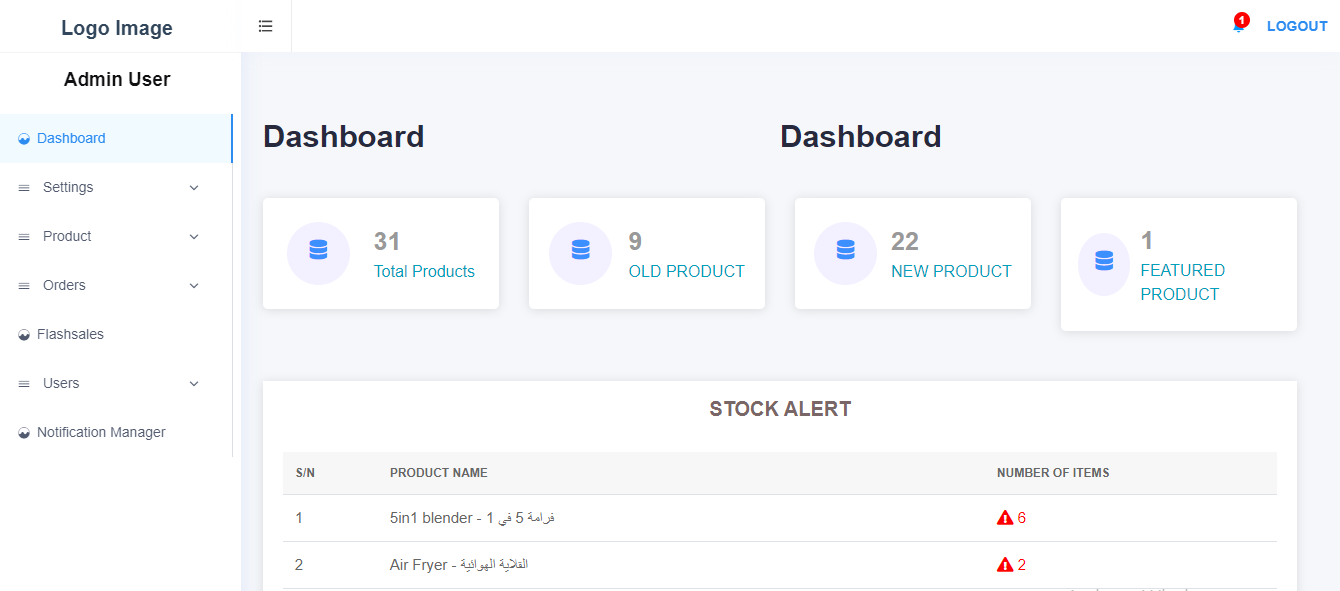 Logo Image
1
LOGOUT
Admin User
Dashboard
Settings
Product
Orders
Flashsales
Users
Notification Manager
Dashboard
Dashboard
31
Total Products
9
OLD PRODUCT
22
NEW PRODUCT
1
FEATURED
PRODUCT
STOCK ALERT
S/N PRODUCT NAME NUMBER OF ITEMS
1 5in1 blender - فرامة 5 في 1 6
2 Air Fryer - القلاية الهوائية 2